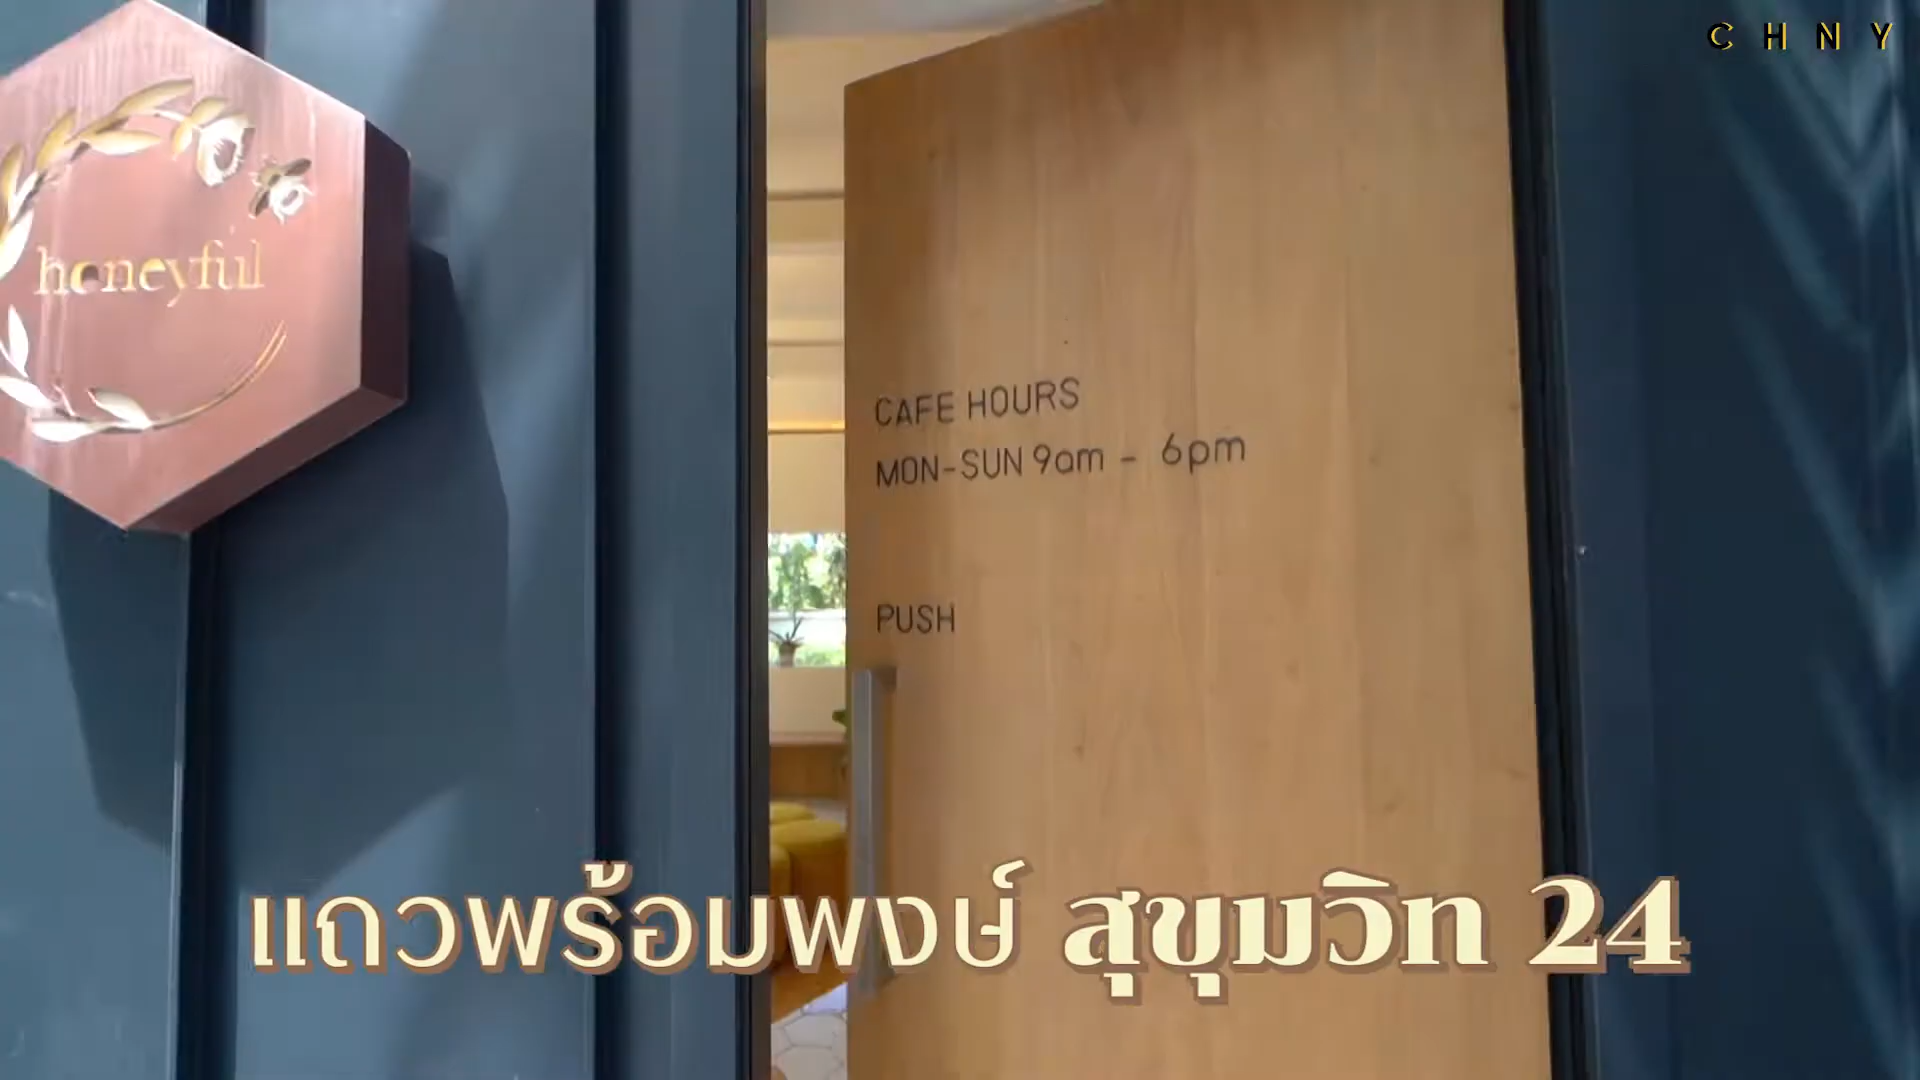 CHNY
honeyful
CAFE HOURS
MON-SUN 9am - 6pm
PUSH
แถวพร้อมพงษ์ สุขุมวิท 24